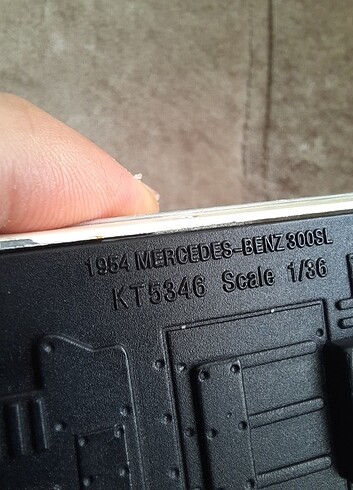 1954 MERCEDES-BENZ 300SL
KT5346 Scale 1/36